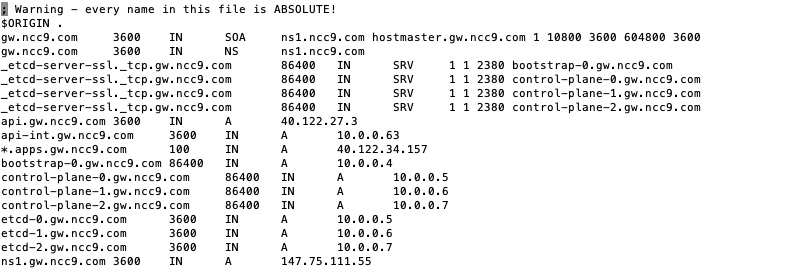 ; Warning - every name in this file is ABSOLUTE!
$ORIGIN .
gw.ncc9.com 3600 IN SOA ns1.ncc9.com hostmaster.gw.ncc9.com 1 10800 3600 604800 3600
gw.ncc9.com 3600 IN NS ns1.ncc9.com
_etcd-server-ssl._tcp.gw.ncc9.com 86400 IN SRV 1 1 2380 bootstrap-0.gw.ncc9.com
_etcd-server-ssl._tcp.gw.ncc9.com 86400 IN SRV 1 1 2380 control-plane-0.gw.ncc9.com
_etcd-server-ssl._tcp.gw.ncc9.com 86400 IN SRV 1 1 2380 control-plane-1.gw.ncc9.com
_etcd-server-ssl._tcp.gw.ncc9.com 86400 IN SRV 1 1 2380 control-plane-2.gw.ncc9.com
api.gw.ncc9.com 3600 IN A 40.122.27.3
api-int.gw.ncc9.com 3600 IN A 10.0.0.63
*.apps.gw.ncc9.com 100 IN A 40.122.34.157
bootstrap-0.gw.ncc9.com 86400 IN A 10.0.0.4
control-plane-0.gw.ncc9.com 86400 IN A 10.0.0.5
control-plane-1.gw.ncc9.com 86400 IN A 10.0.0.6
control-plane-2.gw.ncc9.com 86400 IN A 10.0.0.7
etcd-0.gw.ncc9.com 3600 IN A 10.0.0.5
etcd-1.gw.ncc9.com 3600 IN A 10.0.0.6
etcd-2.gw.ncc9.com 3600 IN A 10.0.0.7
ns1.gw.ncc9.com 3600 IN A 147.75.111.55